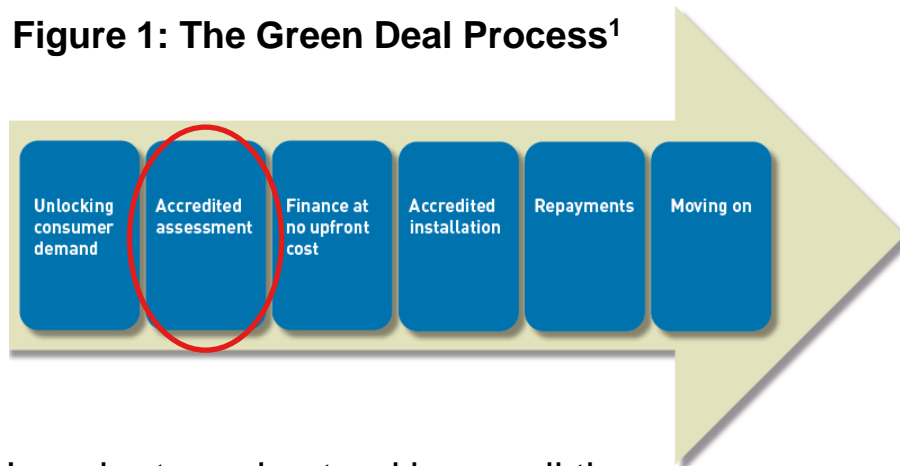 Figure 1: The Green Deal Process1
Unlocking
consumer
demand
Accredited
assessment
Finance at
no upfront
cost
Accredited
installation
Repayments
Moving on